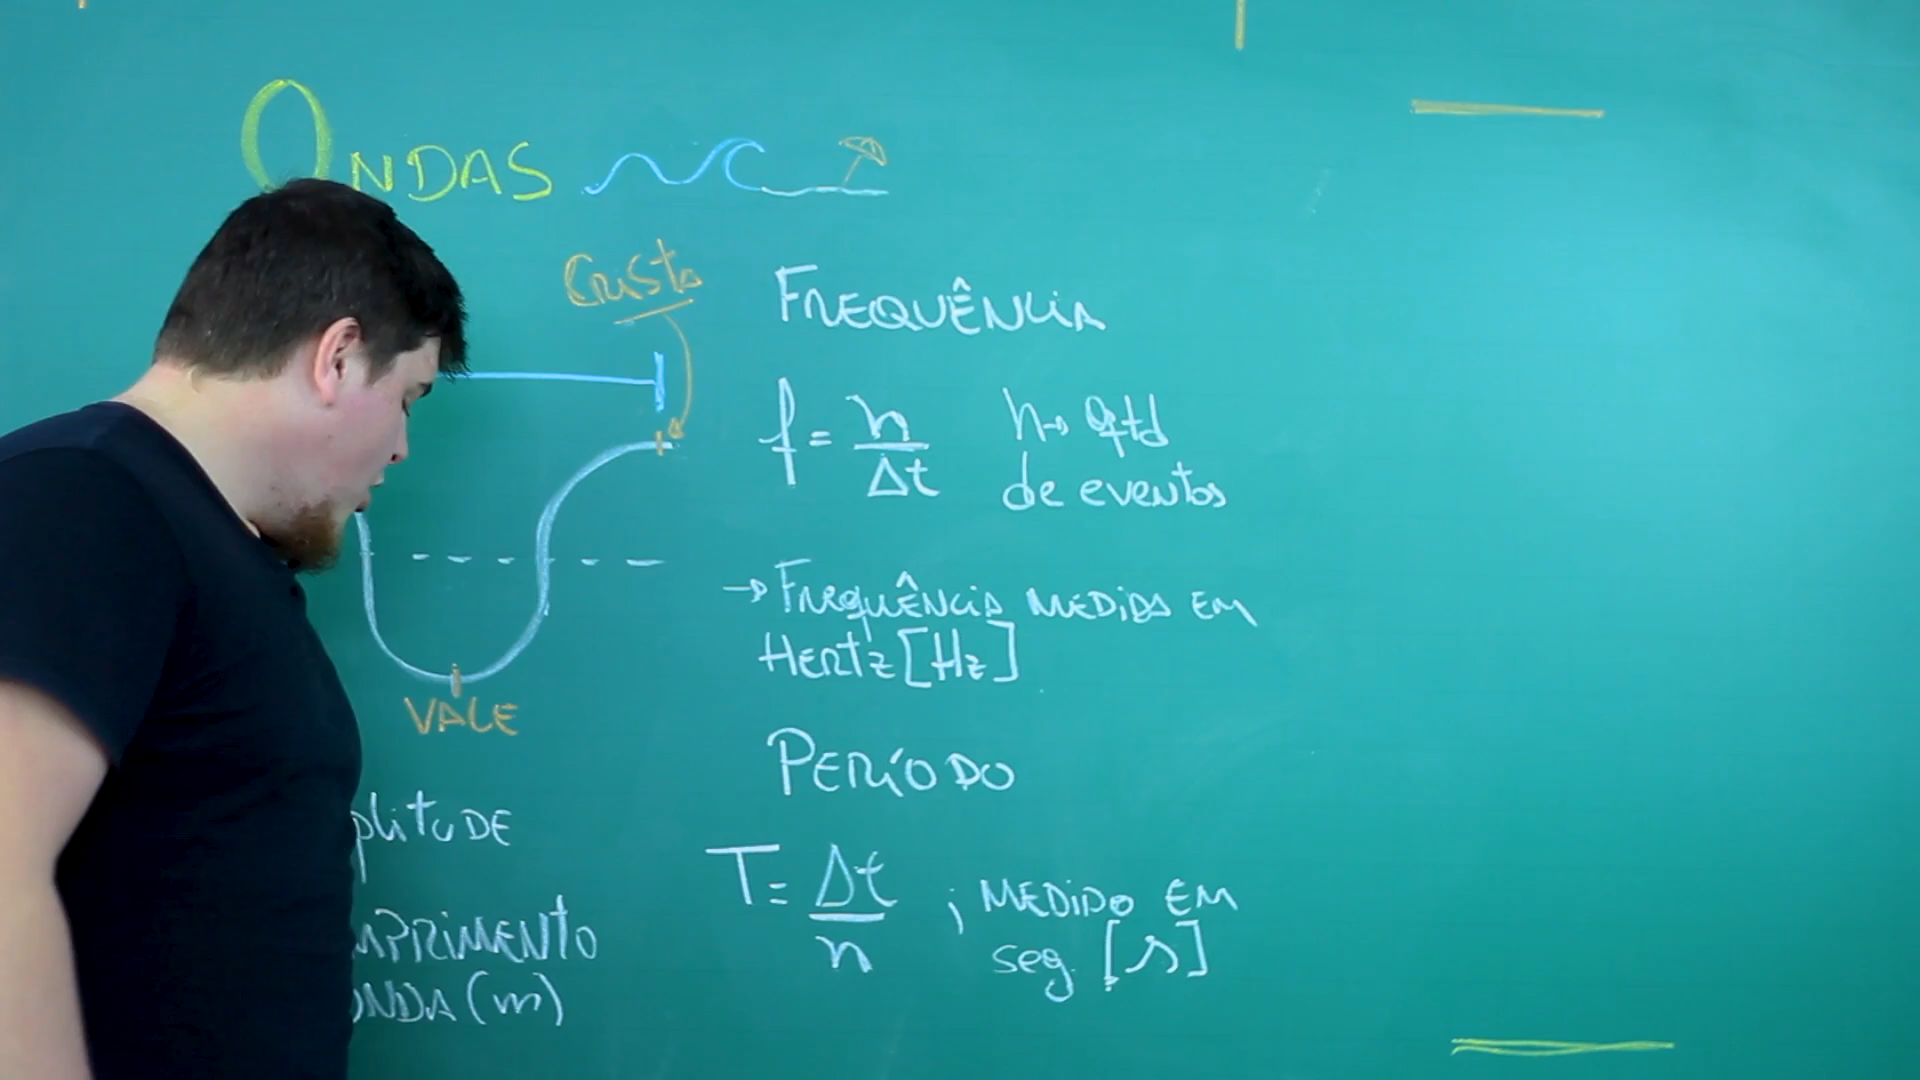 ONDAS
Crista
FREQUÊNCIA
f = n/Δt
n → qtd
de eventos
→ FREQUÊNCIA MEDIDA EM
HERTZ [Hz]
VALE
PERÍODO
plitUDE
T = Δt/n ; MEDIDO EM
seg. [s]
MPRIMENTO
ONDA (m)